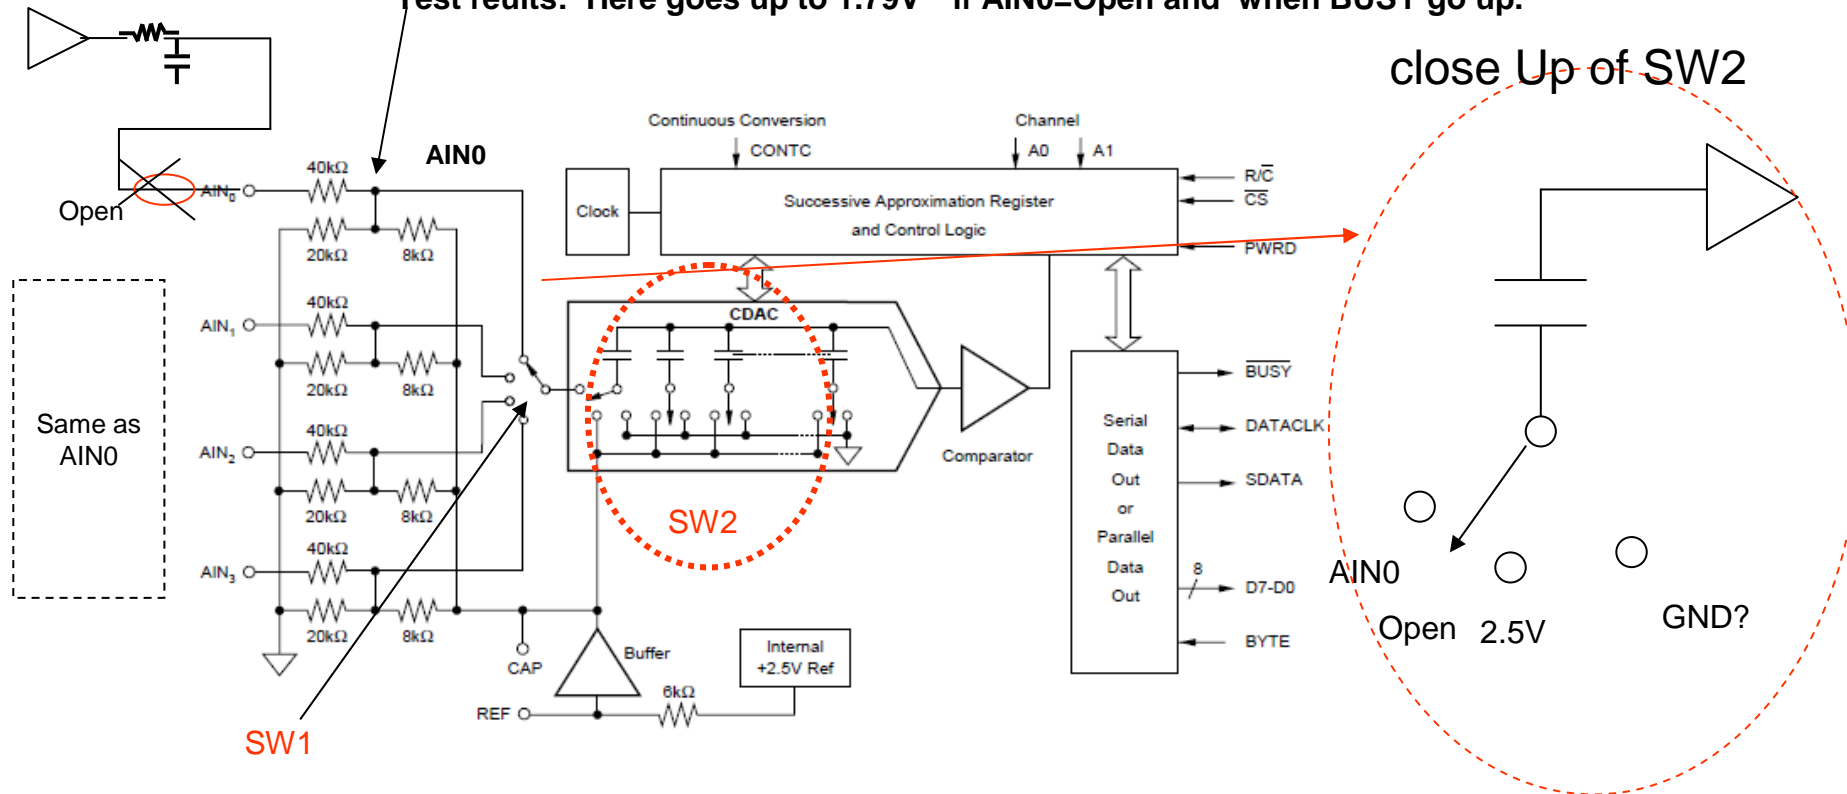 Test reults: Here goes up to 1.79V if AIN0=Open and when BUSY go up.
close Up of SW2
Continuous Conversion
Channel
CONTC
A0
A1
AIN0
40kΩ
AIN0
Open
20kΩ
8kΩ
Clock
Successive Approximation Register
and Control Logic
R/C
CS
PWRD
Same as
AIN0
40kΩ
AIN1
20kΩ
8kΩ
CDAC
BUSY
40kΩ
AIN2
20kΩ
8kΩ
Comparator
Serial
Data
Out
or
Parallel
Data
Out
DATACLK
SDATA
8
D7-D0
BYTE
SW2
40kΩ
AIN3
20kΩ
8kΩ
CAP
Buffer
Internal
+2.5V Ref
6kΩ
REF
SW1
AIN0
Open
2.5V
GND?